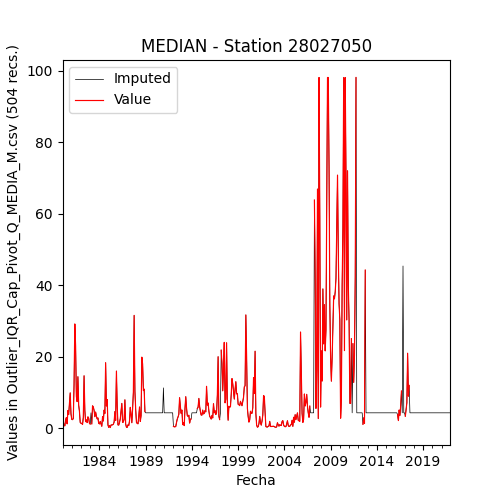 MEDIAN - Station 28027050
Values in Outlier_IQR_Cap_Pivot_Q_MEDIA_M.csv (504 recs.)
100
80
60
40
20
0
Imputed
Value
1984 1989 1994 1999 2004 2009 2014 2019
Fecha